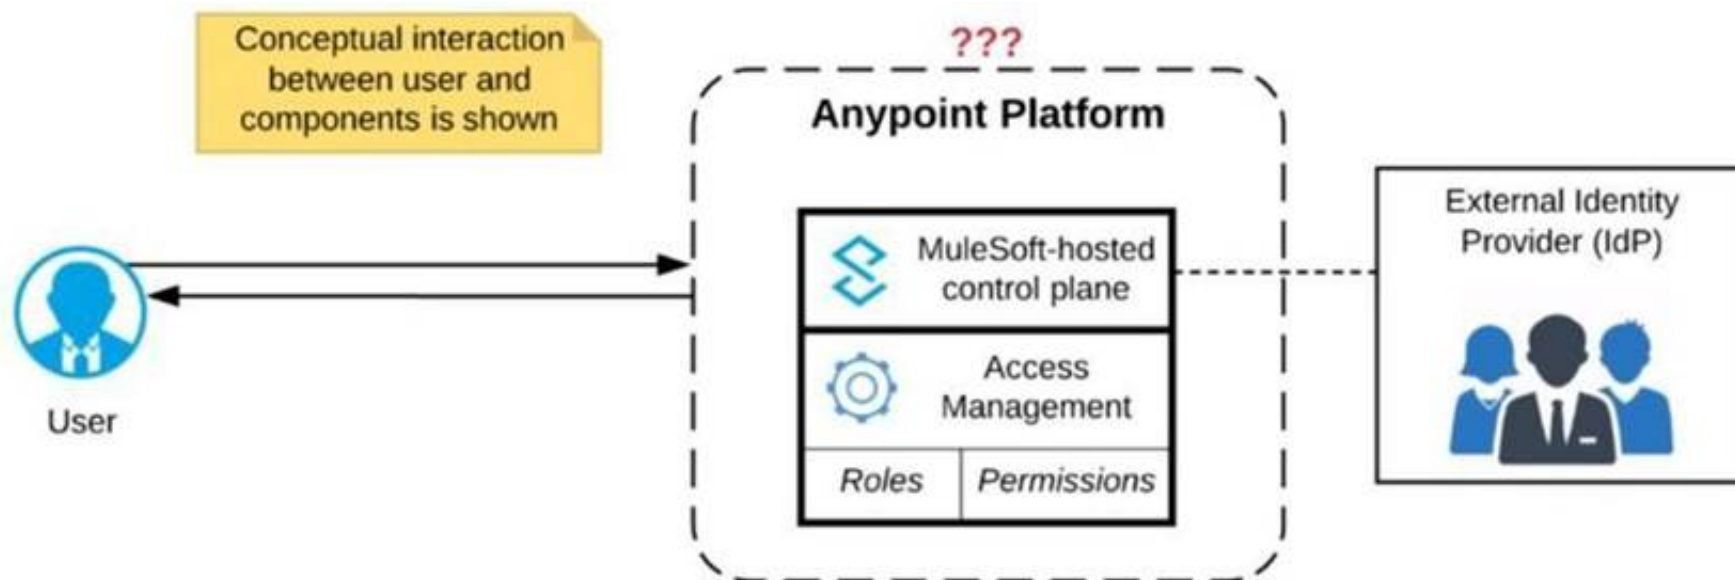 Conceptual interaction
between user and
components is shown
???
Anypoint Platform
MuleSoft-hosted
control plane
Access
Management
Roles
Permissions
External Identity
Provider (IdP)
User